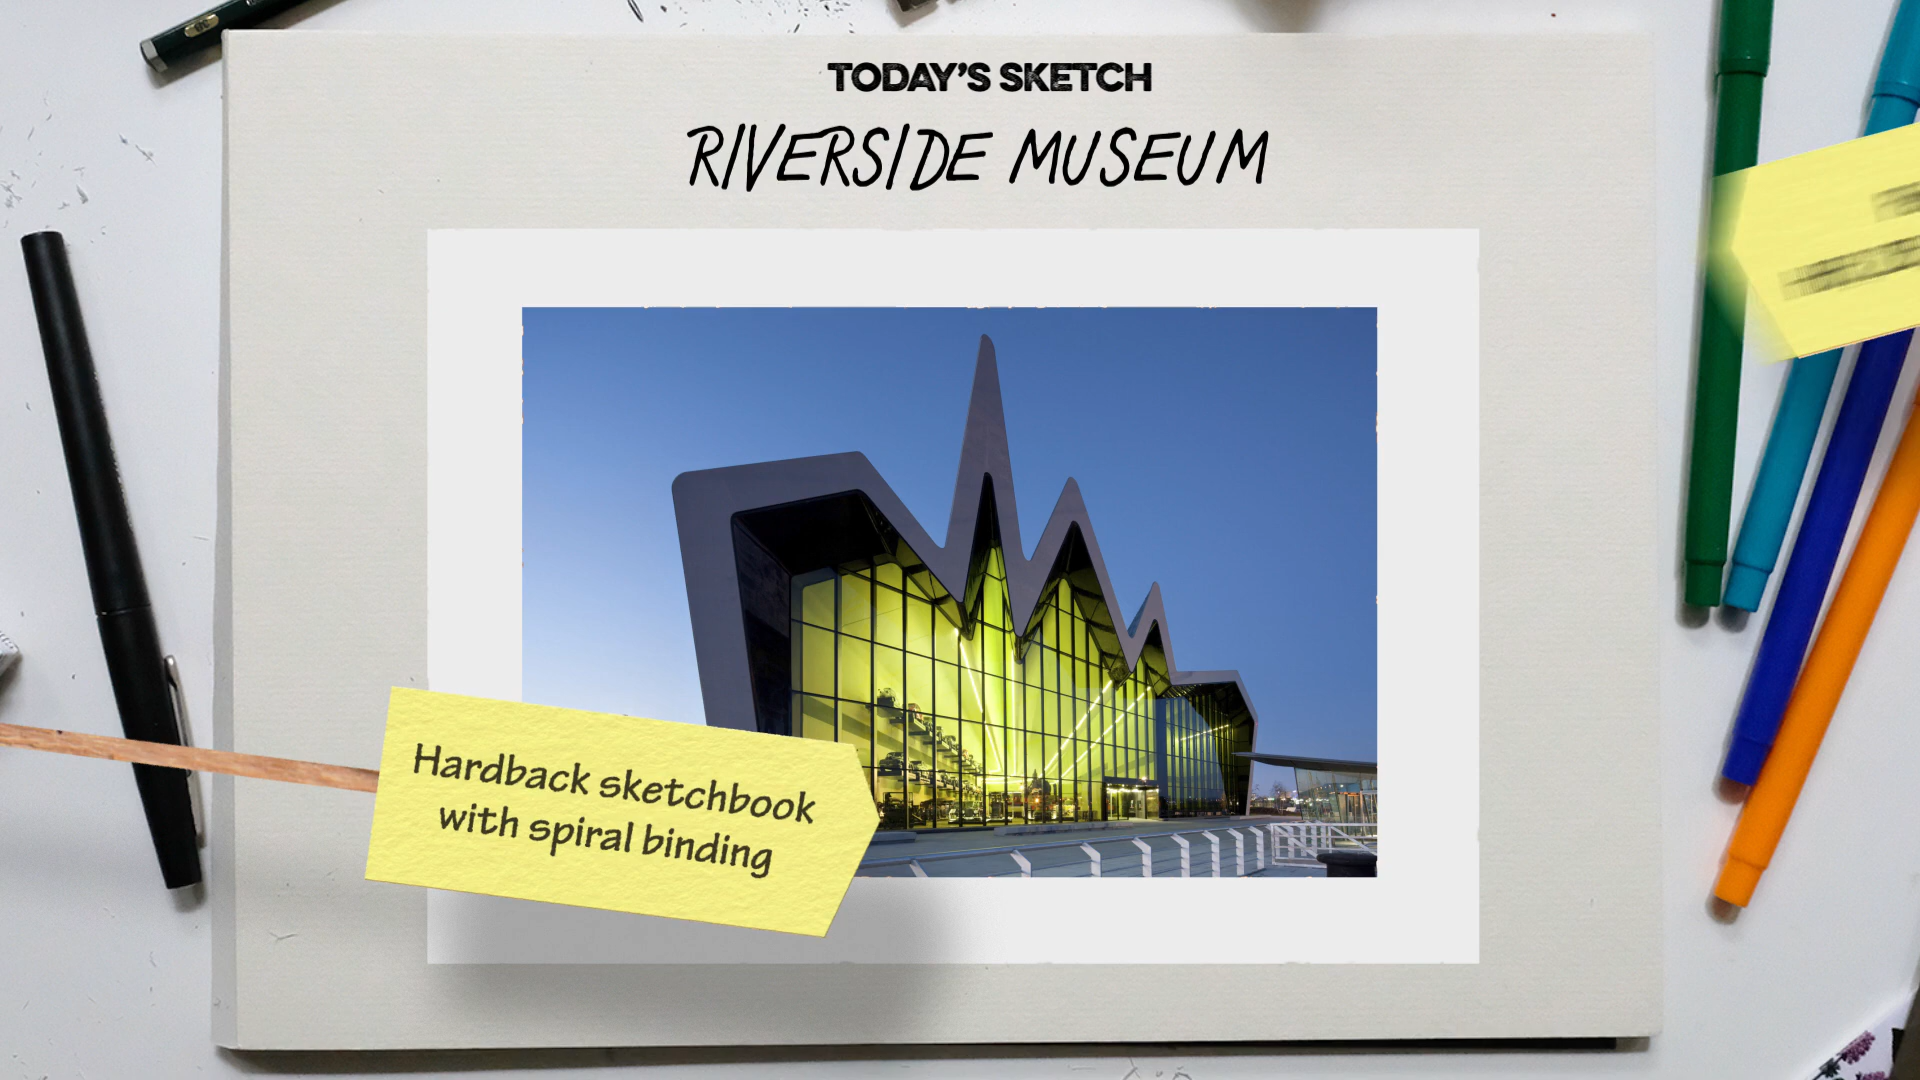 TODAY'S SKETCH
RIVERSIDE MUSEUM
Hardback sketchbook
with spiral binding